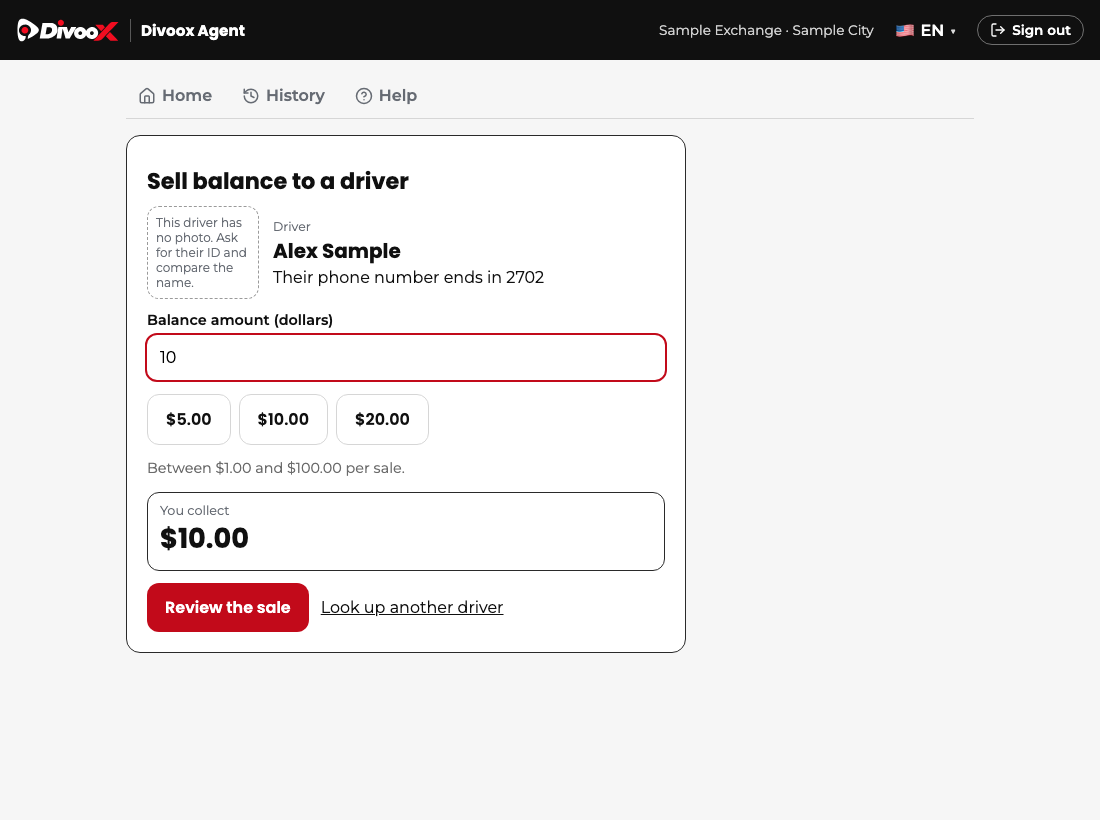 DivooX
Divoox Agent
Sample Exchange · Sample City
🇺🇸 EN ▾
Sign out
Home
History
Help
Sell balance to a driver
This driver has
no photo. Ask
for their ID and
compare the
name.
Driver
Alex Sample
Their phone number ends in 2702
Balance amount (dollars)
10
$5.00
$10.00
$20.00
Between $1.00 and $100.00 per sale.
You collect
$10.00
Review the sale
Look up another driver